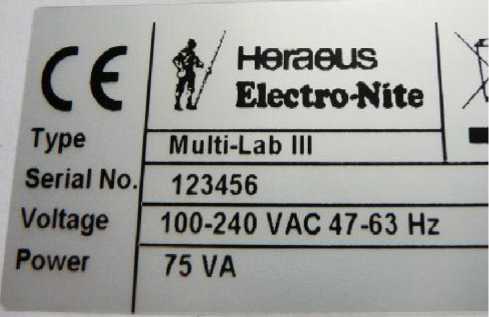 CE
Heraeus
Electro-Nite
Type Multi-Lab III
Serial No. 123456
Voltage 100-240 VAC 47-63 Hz
Power 75 VA